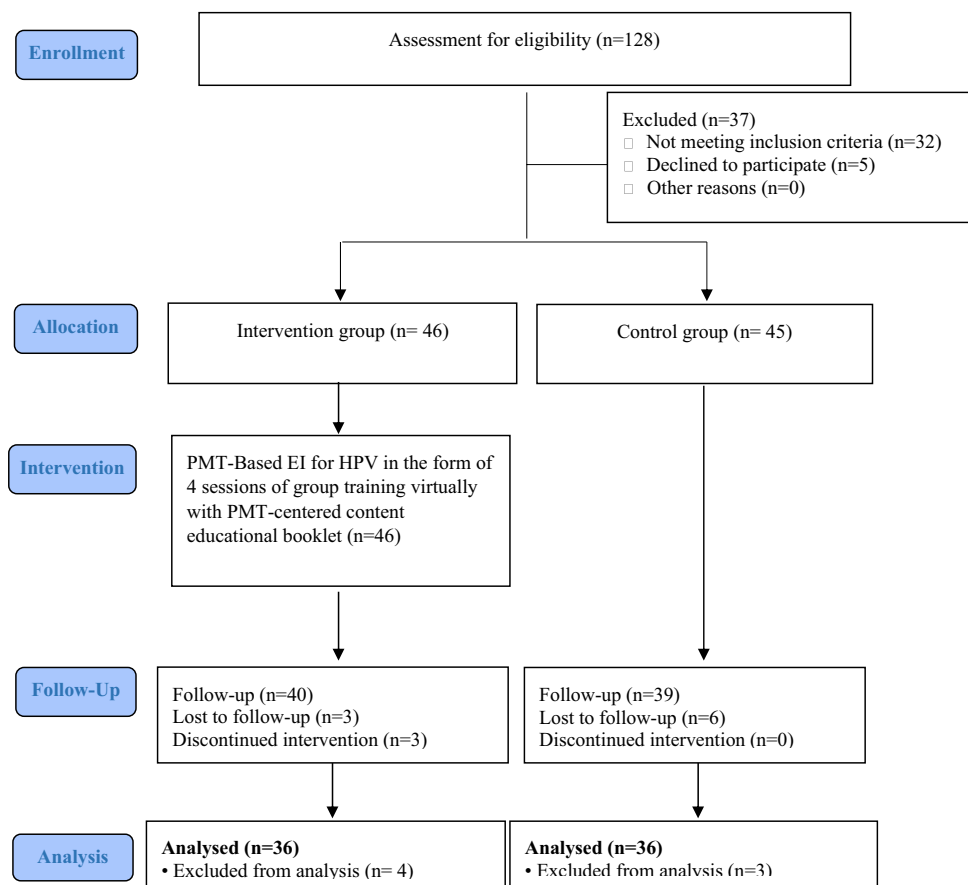 Enrollment
Assessment for eligibility (n=128)
Excluded (n=37)
Not meeting inclusion criteria (n=32)
Declined to participate (n=5)
Other reasons (n=0)
Allocation
Intervention group (n= 46)
Control group (n= 45)
Intervention
PMT-Based EI for HPV in the form of
4 sessions of group training virtually
with PMT-centered content
educational booklet (n=46)
Follow-Up
Follow-up (n=40)
Lost to follow-up (n=3)
Discontinued intervention (n=3)
Follow-up (n=39)
Lost to follow-up (n=6)
Discontinued intervention (n=0)
Analysis
Analysed (n=36)
• Excluded from analysis (n= 4)
Analysed (n=36)
• Excluded from analysis (n=3)